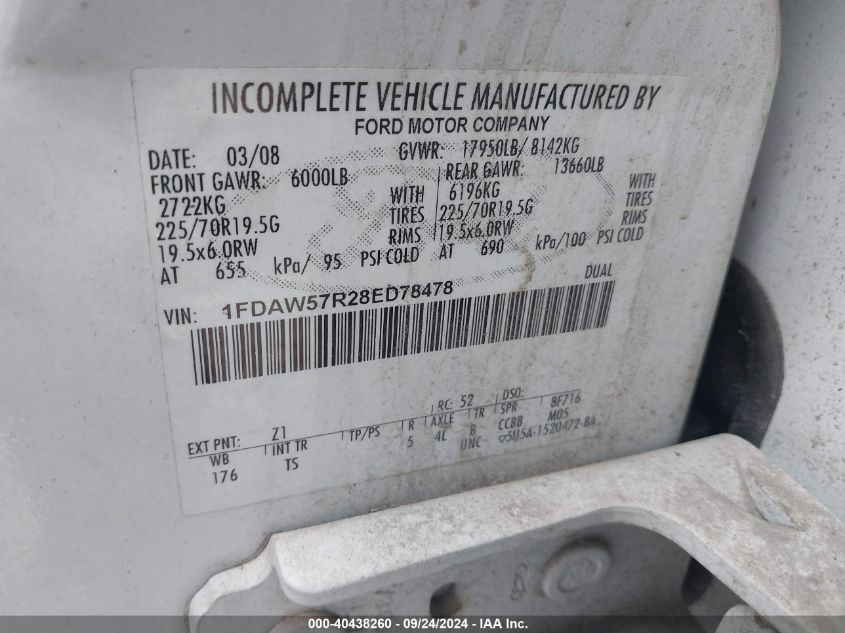 INCOMPLETE VEHICLE MANUFACTURED BY
FORD MOTOR COMPANY
DATE: 03/08 GVWR: 17950LB/ 8142KG
FRONT GAWR: 6000LB REAR GAWR: 13660LB
2722KG WITH 6196KG WITH
225/70R19.5G TIRES 225/70R19.5G TIRES
19.5x6.0RW RIMS 19.5x6.0RW RIMS
AT 655 kPa/ 95 PSI COLD AT 690 kPa/100 PSI COLD
DUAL
VIN: 1FDAW57R28ED78478
EXT PNT: Z1 RC: 52 DSO:
WB INT TR TP/PS R AXLE TR SPR 8F716
176 TS 5 4L B CCBB M05
UNC 5U5A-1520472-BA
000-40438260 - 09/24/2024 - IAA Inc.